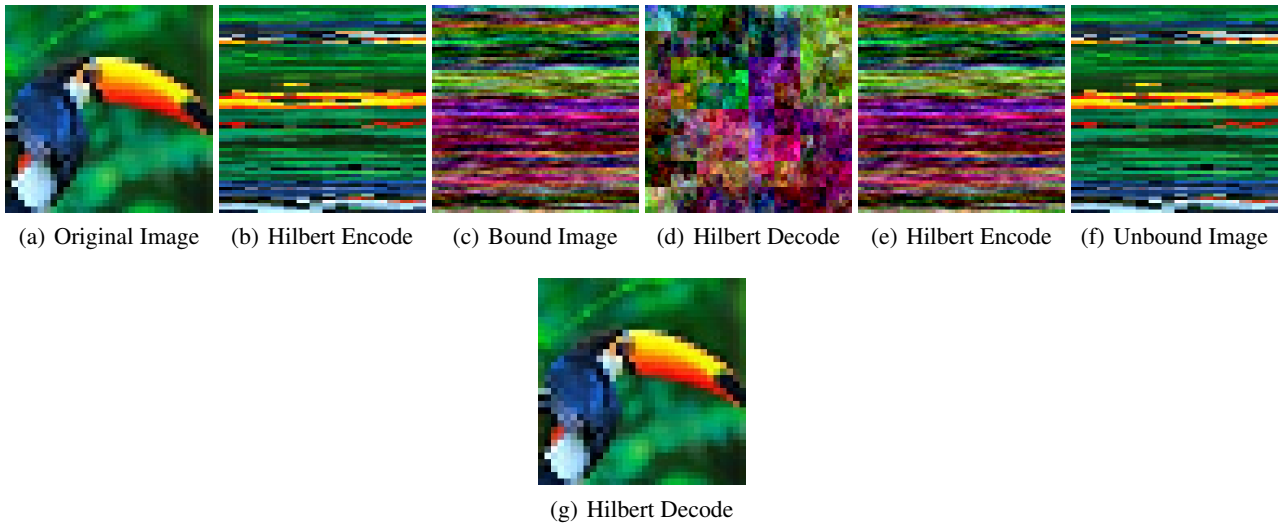 (a) Original Image (b) Hilbert Encode (c) Bound Image (d) Hilbert Decode (e) Hilbert Encode (f) Unbound Image
(g) Hilbert Decode